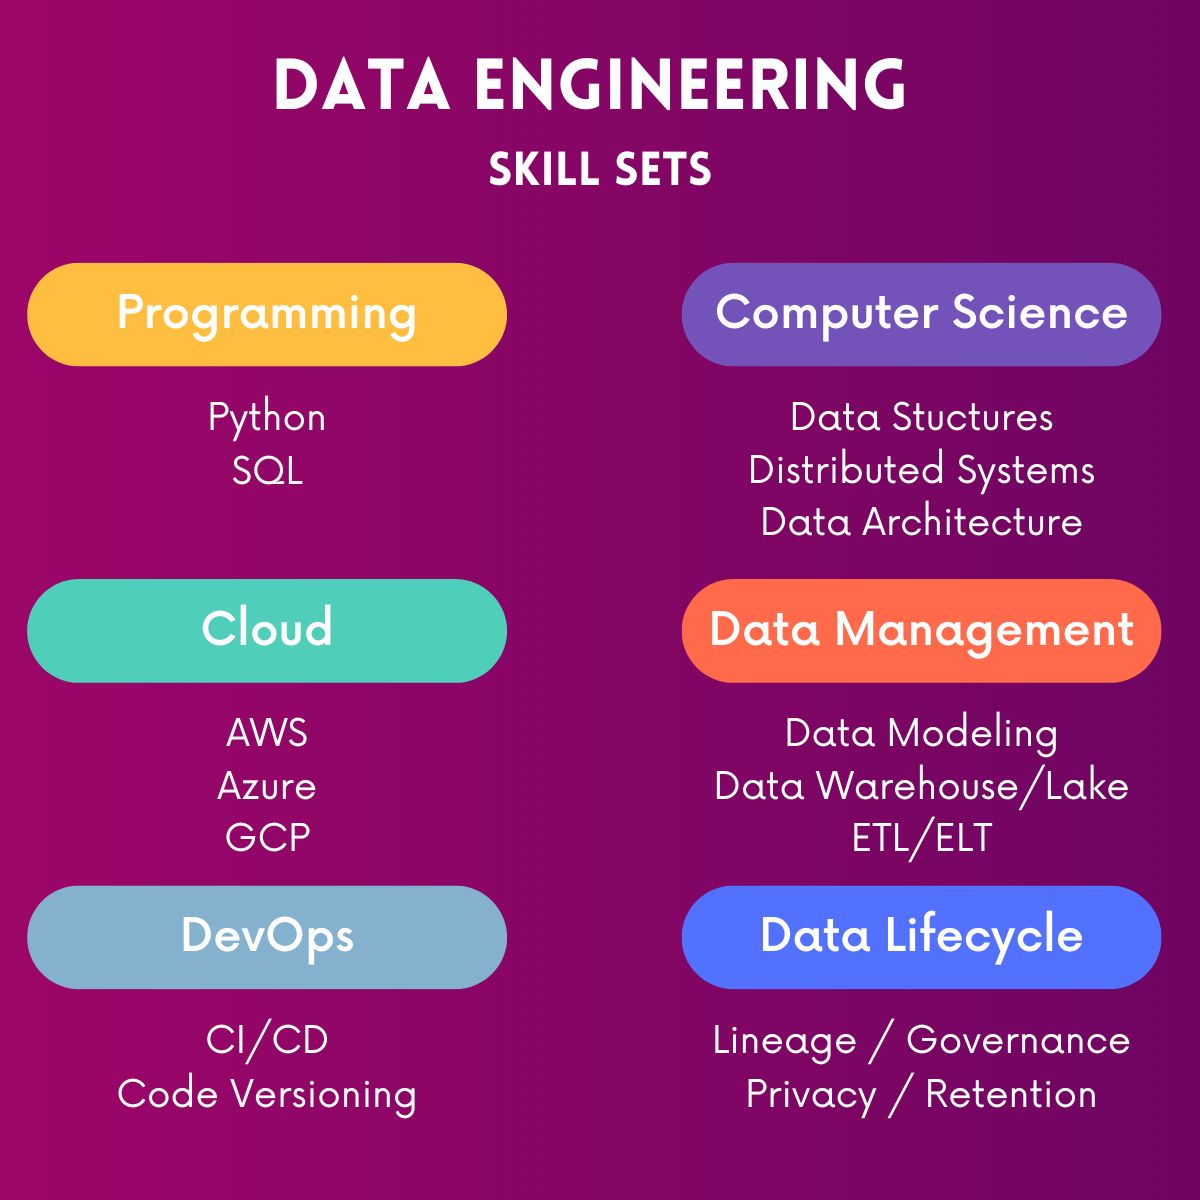 DATA ENGINEERING
SKILL SETS
Programming
Python
SQL
Computer Science
Data Stuctures
Distributed Systems
Data Architecture
Cloud
AWS
Azure
GCP
Data Management
Data Modeling
Data Warehouse/Lake
ETL/ELT
DevOps
CI/CD
Code Versioning
Data Lifecycle
Lineage / Governance
Privacy / Retention